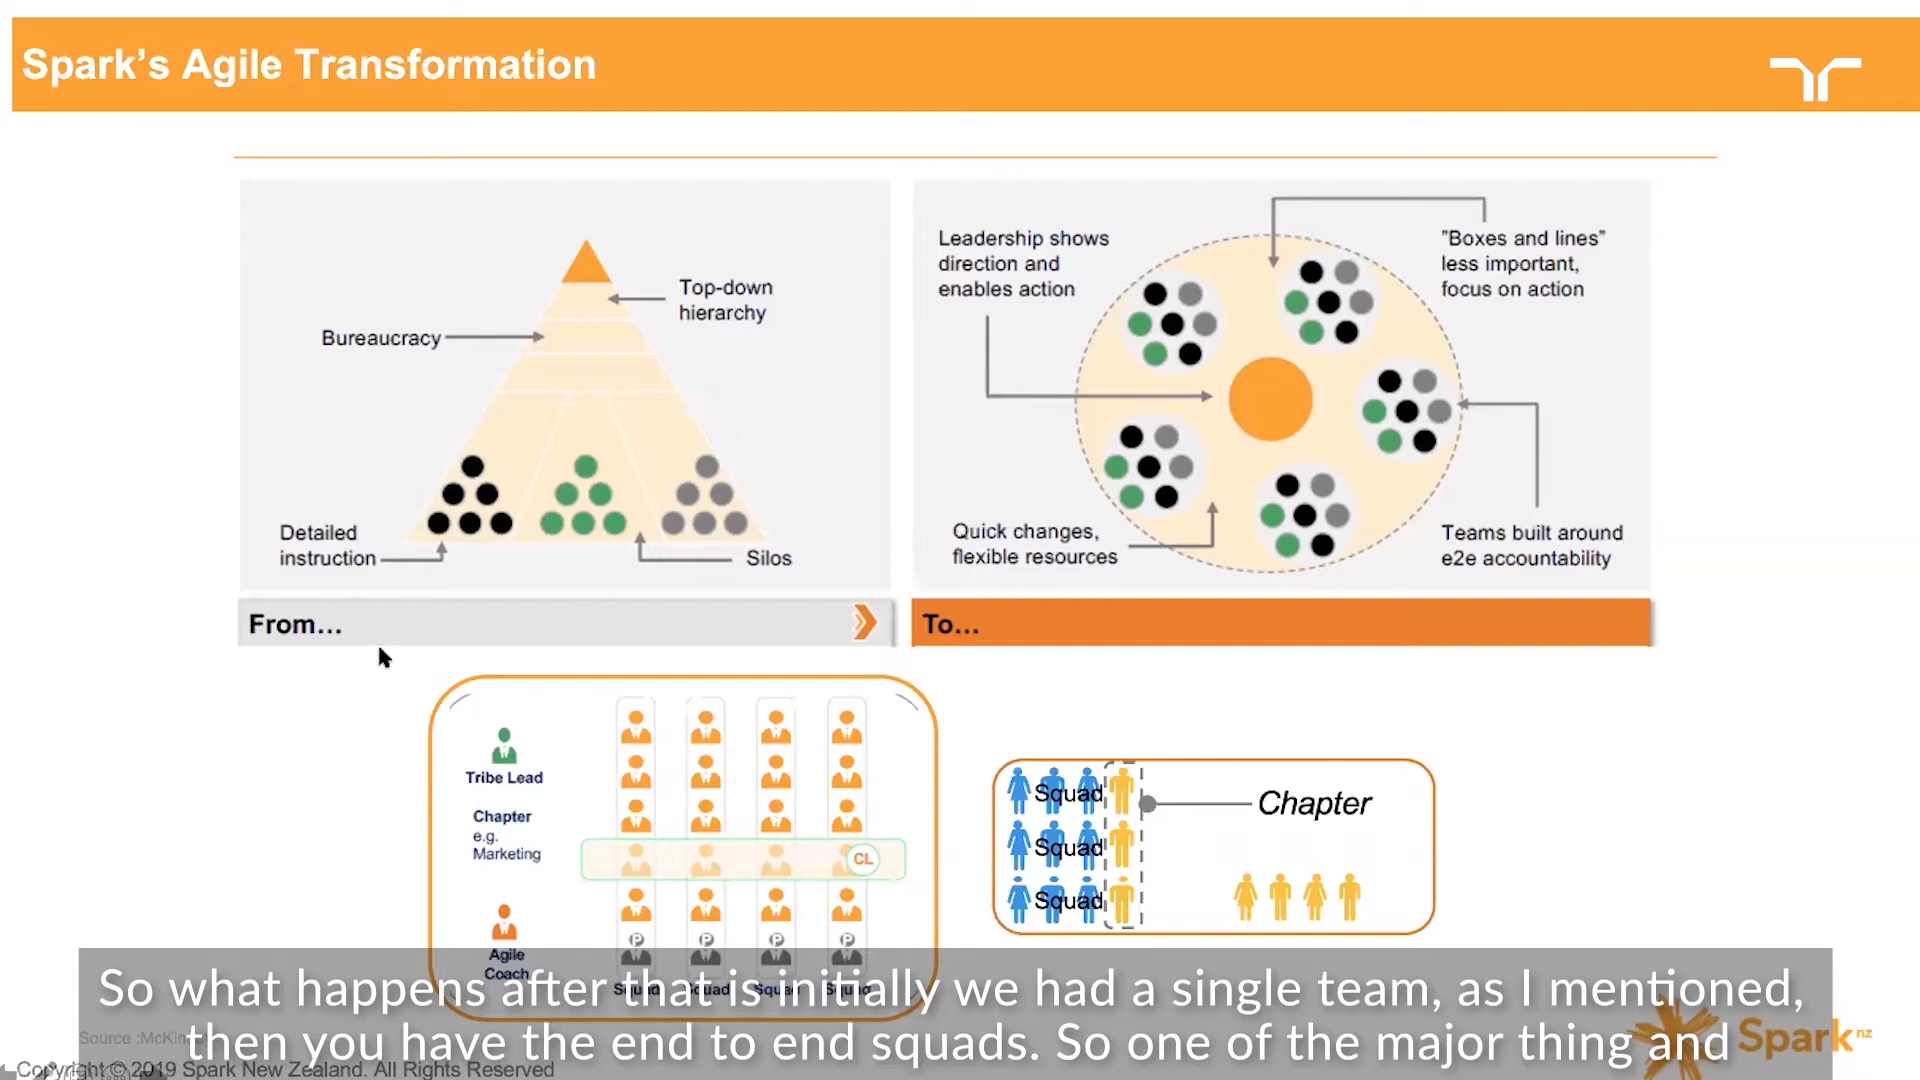 Spark's Agile Transformation
Leadership shows
direction and
enables action
"Boxes and lines"
less important,
focus on action
Top-down
hierarchy
Bureaucracy
Detailed
instruction
Silos
Quick changes,
flexible resources
Teams built around
e2e accountability
From...
To...
Tribe Lead
Chapter
e.g.
Marketing
CL
Agile
Coach
P P P P
Squad Squad Squad Squad
Squad
Squad
Squad
Chapter
So what happens after that is initially we had a single team, as I mentioned,
then you have the end to end squads. So one of the major thing and
Source :McKin
Spark nz
Copyright © 2019 Spark New Zealand. All Rights Reserved